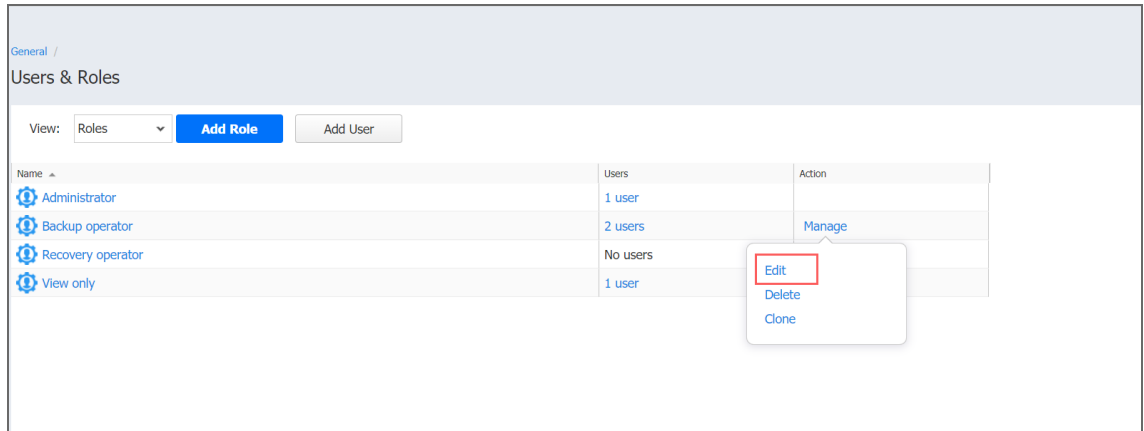 General /
Users & Roles
View: Roles Add Role Add User
Name Users Action
Administrator 1 user
Backup operator 2 users Manage
Recovery operator No users
Edit
View only 1 user
Delete
Clone